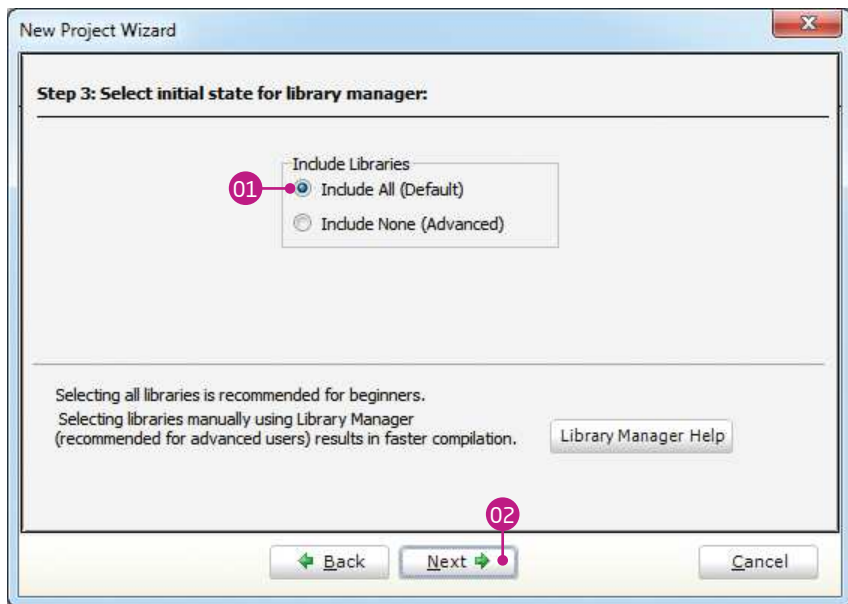 New Project Wizard
Step 3: Select initial state for library manager:
Include Libraries
01
Include All (Default)
Include None (Advanced)
Selecting all libraries is recommended for beginners.
Selecting libraries manually using Library Manager
(recommended for advanced users) results in faster compilation.
Library Manager Help
02
Back
Next
Cancel